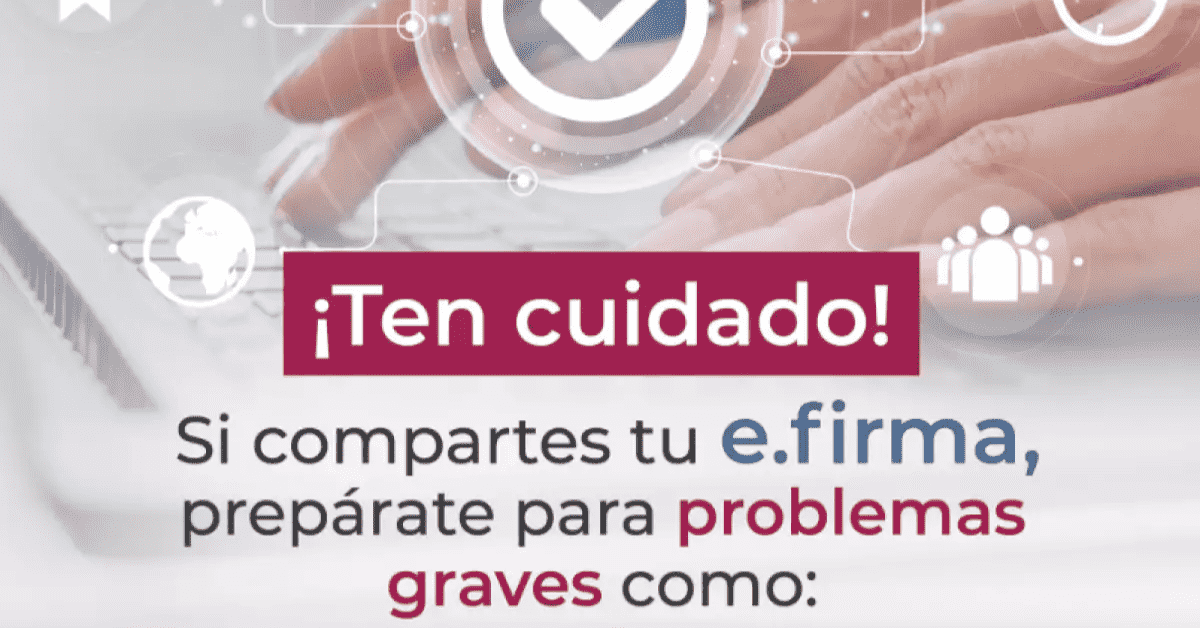 ¡Ten cuidado!
Si compartes tu e.firma,
prepárate para problemas
graves como: